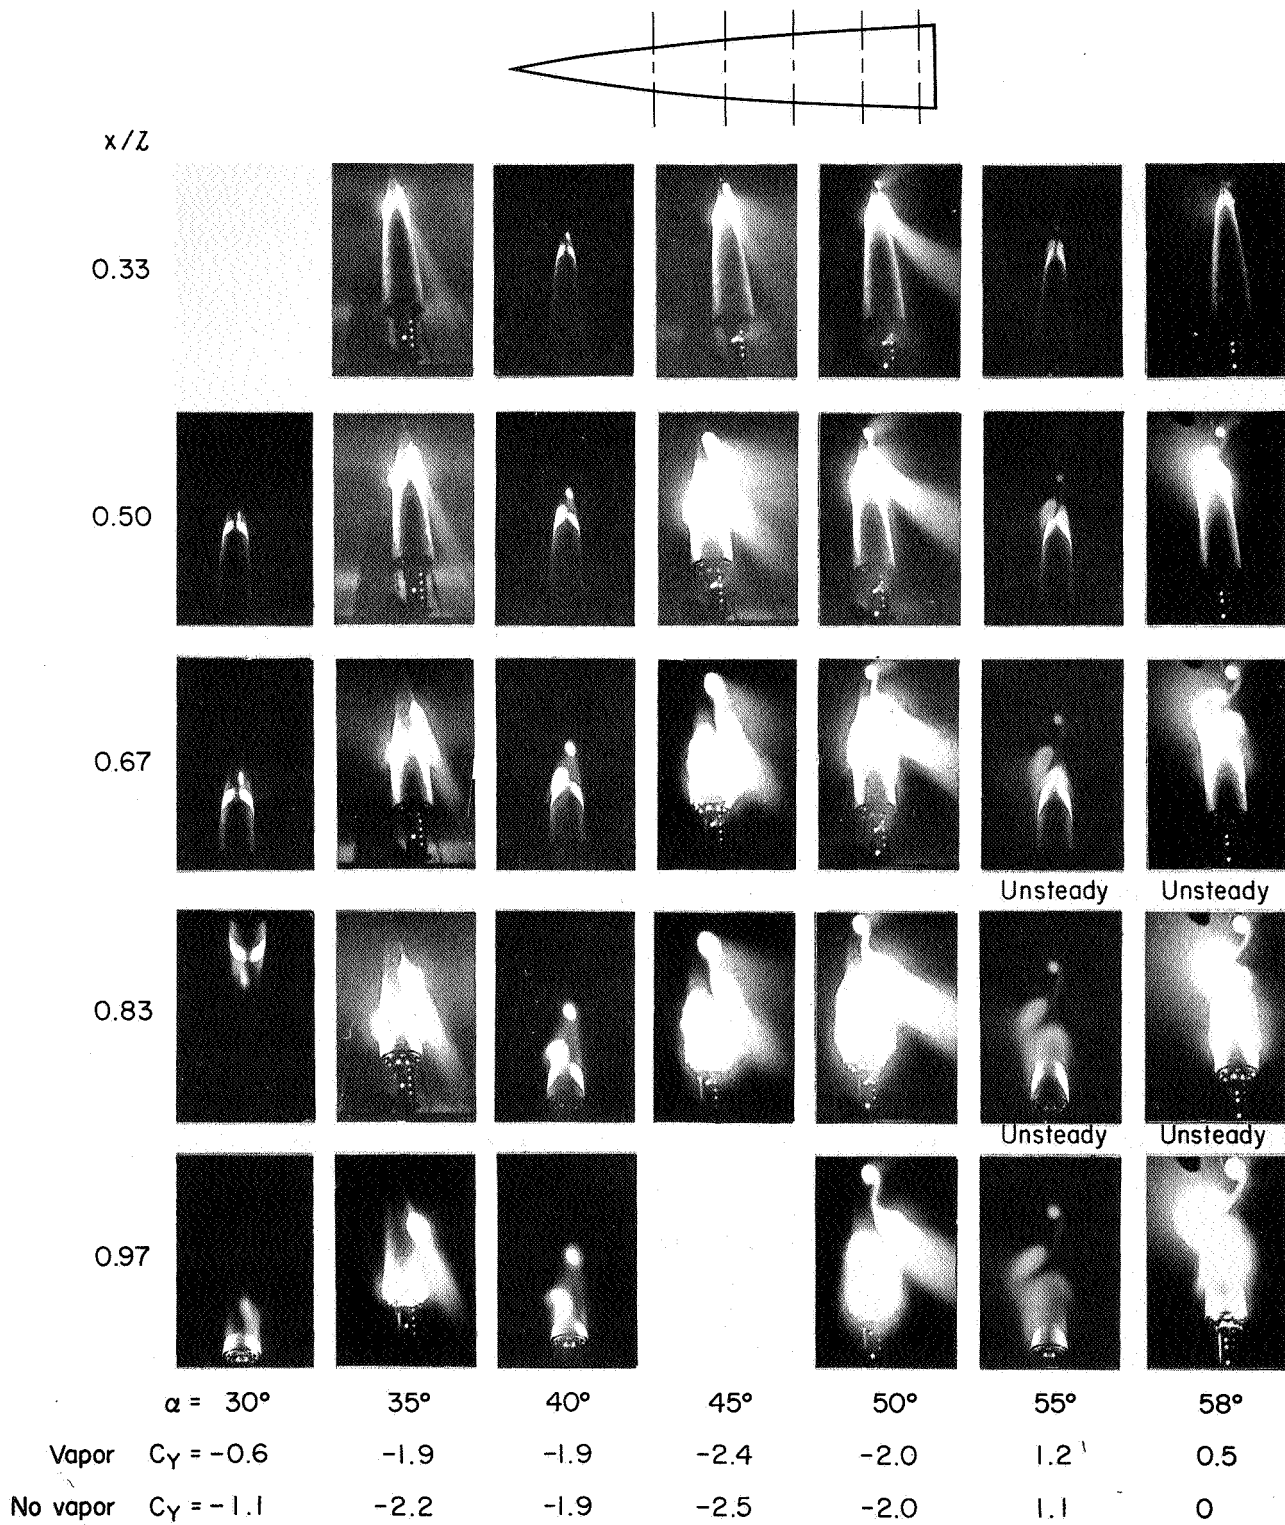 x/l
0.33
0.50
0.67
Unsteady Unsteady
0.83
Unsteady Unsteady
0.97
α = 30° 35° 40° 45° 50° 55° 58°
Vapor CY = -0.6 -1.9 -1.9 -2.4 -2.0 1.2 0.5
No vapor CY = -1.1 -2.2 -1.9 -2.5 -2.0 1.1 0